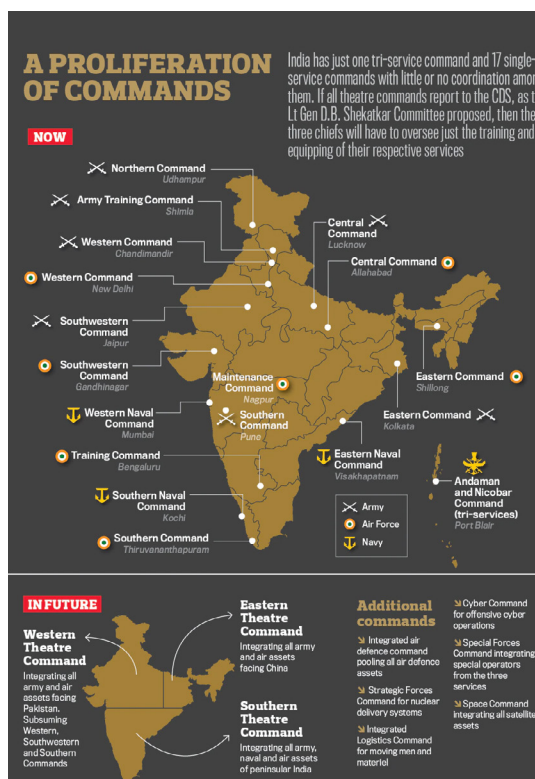 A PROLIFERATION
OF COMMANDS
India has just one tri-service command and 17 single-
service commands with little or no coordination amon
them. If all theatre commands report to the CDS, as t
Lt Gen D.B. Shekatkar Committee proposed, then the
three chiefs will have to oversee just the training and
equipping of their respective services
NOW
Northern Command
Udhampur
Army Training Command
Shimla
Western Command
Chandimandir
Western Command
New Delhi
Southwestern
Command
Jaipur
Southwestern
Command
Gandhinagar
Western Naval
Command
Mumbai
Training Command
Bengaluru
Southern Naval
Command
Kochi
Southern Command
Thiruvananthapuram
Maintenance
Command
Nagpur
Southern
Command
Pune
Central
Command
Lucknow
Central Command
Allahabad
Eastern Command
Shillong
Eastern Command
Kolkata
Eastern Naval
Command
Visakhapatnam
Andaman
and Nicobar
Command
(tri-services)
Port Blair
Army
Air Force
Navy
IN FUTURE
Western
Theatre
Command
Integrating all
army and air
assets facing
Pakistan.
Subsuming
Western,
Southwestern
and Southern
Commands
Eastern
Theatre
Command
Integrating all army
and air assets
facing China
Southern
Theatre
Command
Integrating all army,
naval and air assets
of peninsular India
Additional
commands
Integrated air
defence command
pooling all air defence
assets
Strategic Forces
Command for nuclear
delivery systems
Integrated
Logistics Command
for moving men and
materiel
Cyber Command
for offensive cyber
operations
Special Forces
Command integrating
special operators
from the three
services
Space Command
integrating all satellite
assets